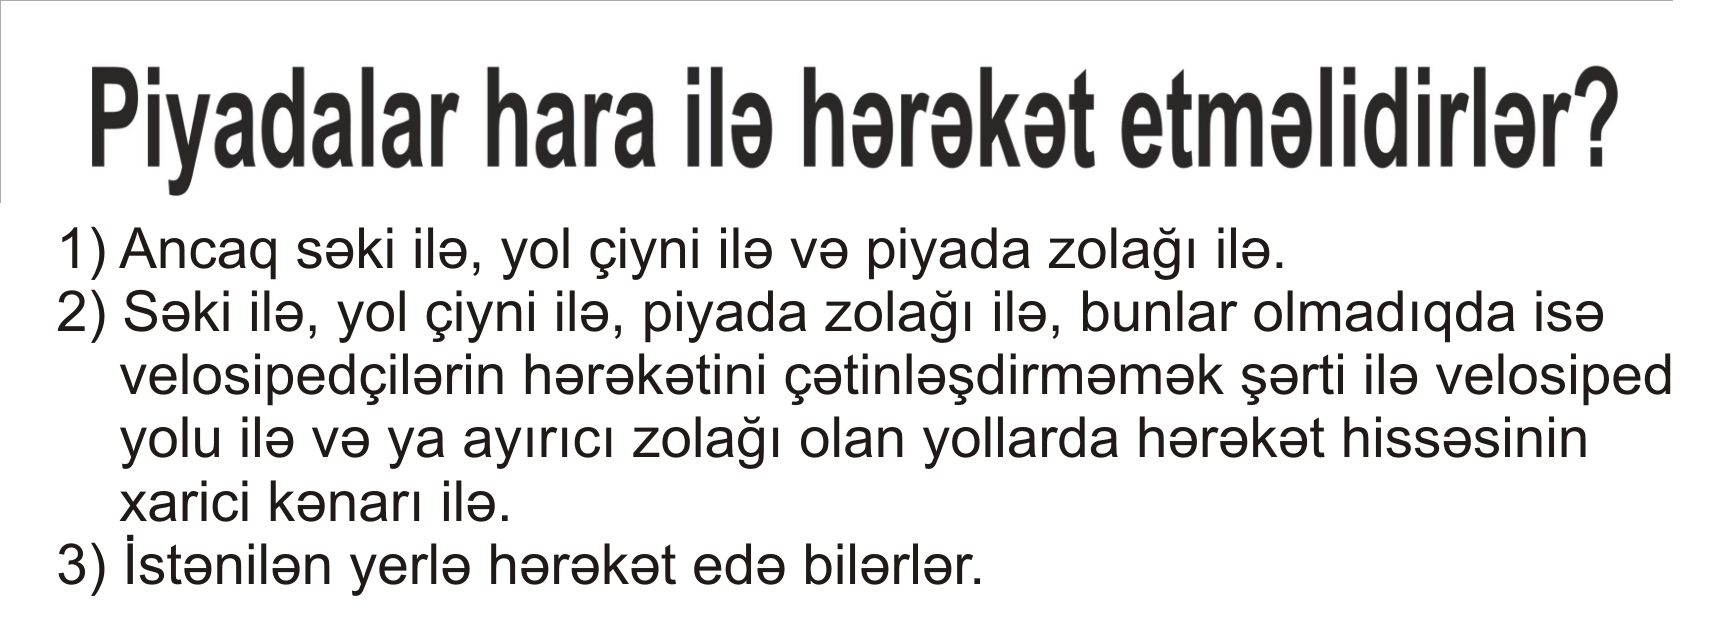 Piyadalar hara ilə hərəkət etməlidirlər?
1) Ancaq səki ilə, yol çiyni ilə və piyada zolağı ilə.
2) Səki ilə, yol çiyni ilə, piyada zolağı ilə, bunlar olmadıqda isə
velosipedçilərin hərəkətini çətinləşdirməmək şərti ilə velosiped
yolu ilə və ya ayırıcı zolağı olan yollarda hərəkət hissəsinin
xarici kənarı ilə.
3) İstənilən yerlə hərəkət edə bilərlər.